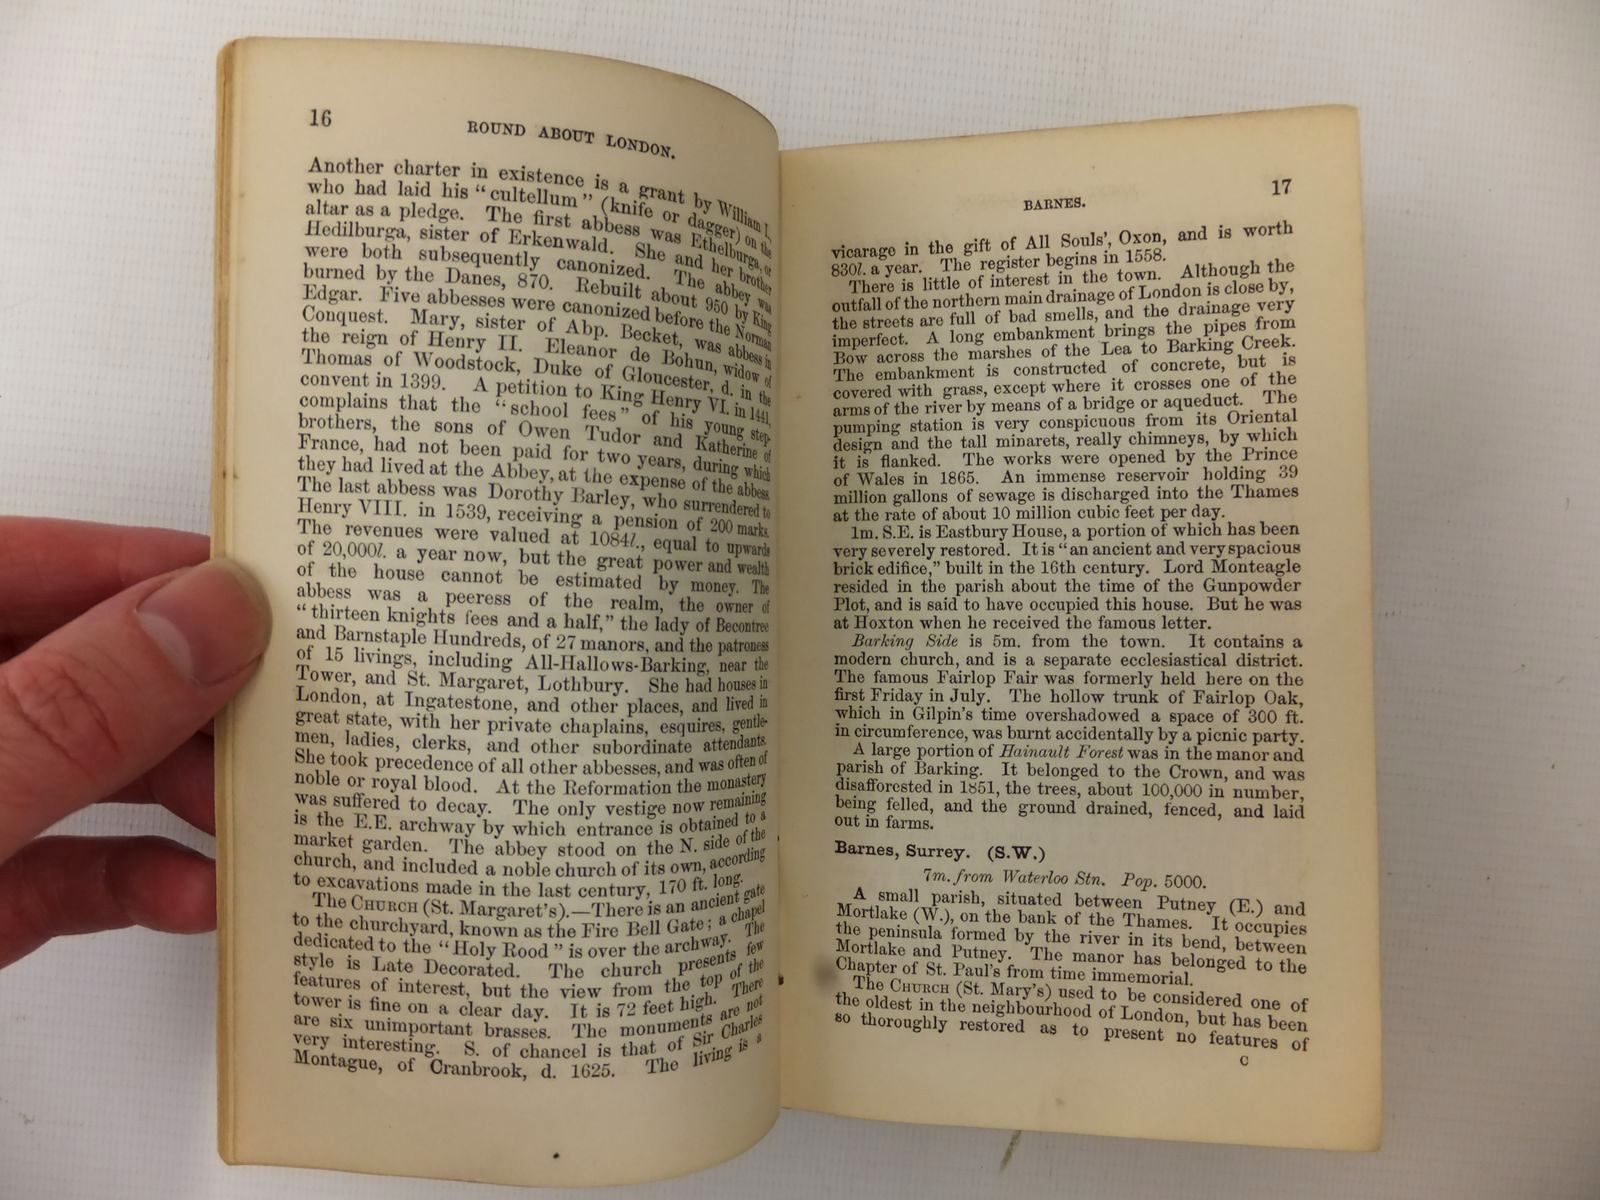 16
ROUND ABOUT LONDON.
Another charter in existence is a grant by William I.,
who had laid his “cultellum” (knife or dagger) on the
altar as a pledge. The first abbess was Ethelburga, or
Hedilburga, sister of Erkenwald. She and her brother
were both subsequently canonized. The abbey was
burned by the Danes, 870. Rebuilt about 950 by King
Edgar. Five abbesses were canonized before the Norman
Conquest. Mary, sister of Abp. Becket, was abbess in
the reign of Henry II. Eleanor de Bohun, widow of
Thomas of Woodstock, Duke of Gloucester, d. in the
convent in 1399. A petition to King Henry VI. in 1441,
complains that the “school fees” of his young step-
brothers, the sons of Owen Tudor and Katherine of
France, had not been paid for two years, during which
they had lived at the Abbey, at the expense of the abbess.
The last abbess was Dorothy Barley, who surrendered to
Henry VIII. in 1539, receiving a pension of 200 marks.
The revenues were valued at 1084l., equal to upwards
of 20,000l. a year now, but the great power and wealth
of the house cannot be estimated by money. The
abbess was a peeress of the realm, the owner of
“thirteen knights fees and a half,” the lady of Becontree
and Barnstaple Hundreds, of 27 manors, and the patroness
of 15 livings, including All-Hallows-Barking, near the
Tower, and St. Margaret, Lothbury. She had houses in
London, at Ingatestone, and other places, and lived in
great state, with her private chaplains, esquires, gentle-
men, ladies, clerks, and other subordinate attendants.
She took precedence of all other abbesses, and was often of
noble or royal blood. At the Reformation the monastery
was suffered to decay. The only vestige now remaining
is the E.E. archway by which entrance is obtained to a
market garden. The abbey stood on the N. side of the
church, and included a noble church of its own, according
to excavations made in the last century, 170 ft. long.
The CHURCH (St. Margaret's).—There is an ancient gate
to the churchyard, known as the Fire Bell Gate; a chapel
dedicated to the “Holy Rood” is over the archway. The
style is Late Decorated. The church presents few
features of interest, but the view from the top of the
tower is fine on a clear day. It is 72 feet high. There
are six unimportant brasses. The monuments are not
very interesting. S. of chancel is that of Sir Charles
Montague, of Cranbrook, d. 1625. The living is a
BARNES.
17
vicarage in the gift of All Souls', Oxon, and is worth
830l. a year. The register begins in 1558.
There is little of interest in the town. Although the
outfall of the northern main drainage of London is close by,
the streets are full of bad smells, and the drainage very
imperfect. A long embankment brings the pipes from
Bow across the marshes of the Lea to Barking Creek.
The embankment is constructed of concrete, but is
covered with grass, except where it crosses one of the
arms of the river by means of a bridge or aqueduct. The
pumping station is very conspicuous from its Oriental
design and the tall minarets, really chimneys, by which
it is flanked. The works were opened by the Prince
of Wales in 1865. An immense reservoir holding 39
million gallons of sewage is discharged into the Thames
at the rate of about 10 million cubic feet per day.
1m. S.E. is Eastbury House, a portion of which has been
very severely restored. It is “an ancient and very spacious
brick edifice,” built in the 16th century. Lord Monteagle
resided in the parish about the time of the Gunpowder
Plot, and is said to have occupied this house. But he was
at Hoxton when he received the famous letter.
Barking Side is 5m. from the town. It contains a
modern church, and is a separate ecclesiastical district.
The famous Fairlop Fair was formerly held here on the
first Friday in July. The hollow trunk of Fairlop Oak,
which in Gilpin's time overshadowed a space of 300 ft.
in circumference, was burnt accidentally by a picnic party.
A large portion of Hainault Forest was in the manor and
parish of Barking. It belonged to the Crown, and was
disafforested in 1851, the trees, about 100,000 in number,
being felled, and the ground drained, fenced, and laid
out in farms.
Barnes, Surrey. (S.W.)
7m. from Waterloo Stn. Pop. 5000.
A small parish, situated between Putney (E.) and
Mortlake (W.), on the bank of the Thames. It occupies
the peninsula formed by the river in its bend, between
Mortlake and Putney. The manor has belonged to the
Chapter of St. Paul's from time immemorial.
The CHURCH (St. Mary's) used to be considered one of
the oldest in the neighbourhood of London, but has been
so thoroughly restored as to present no features of
C